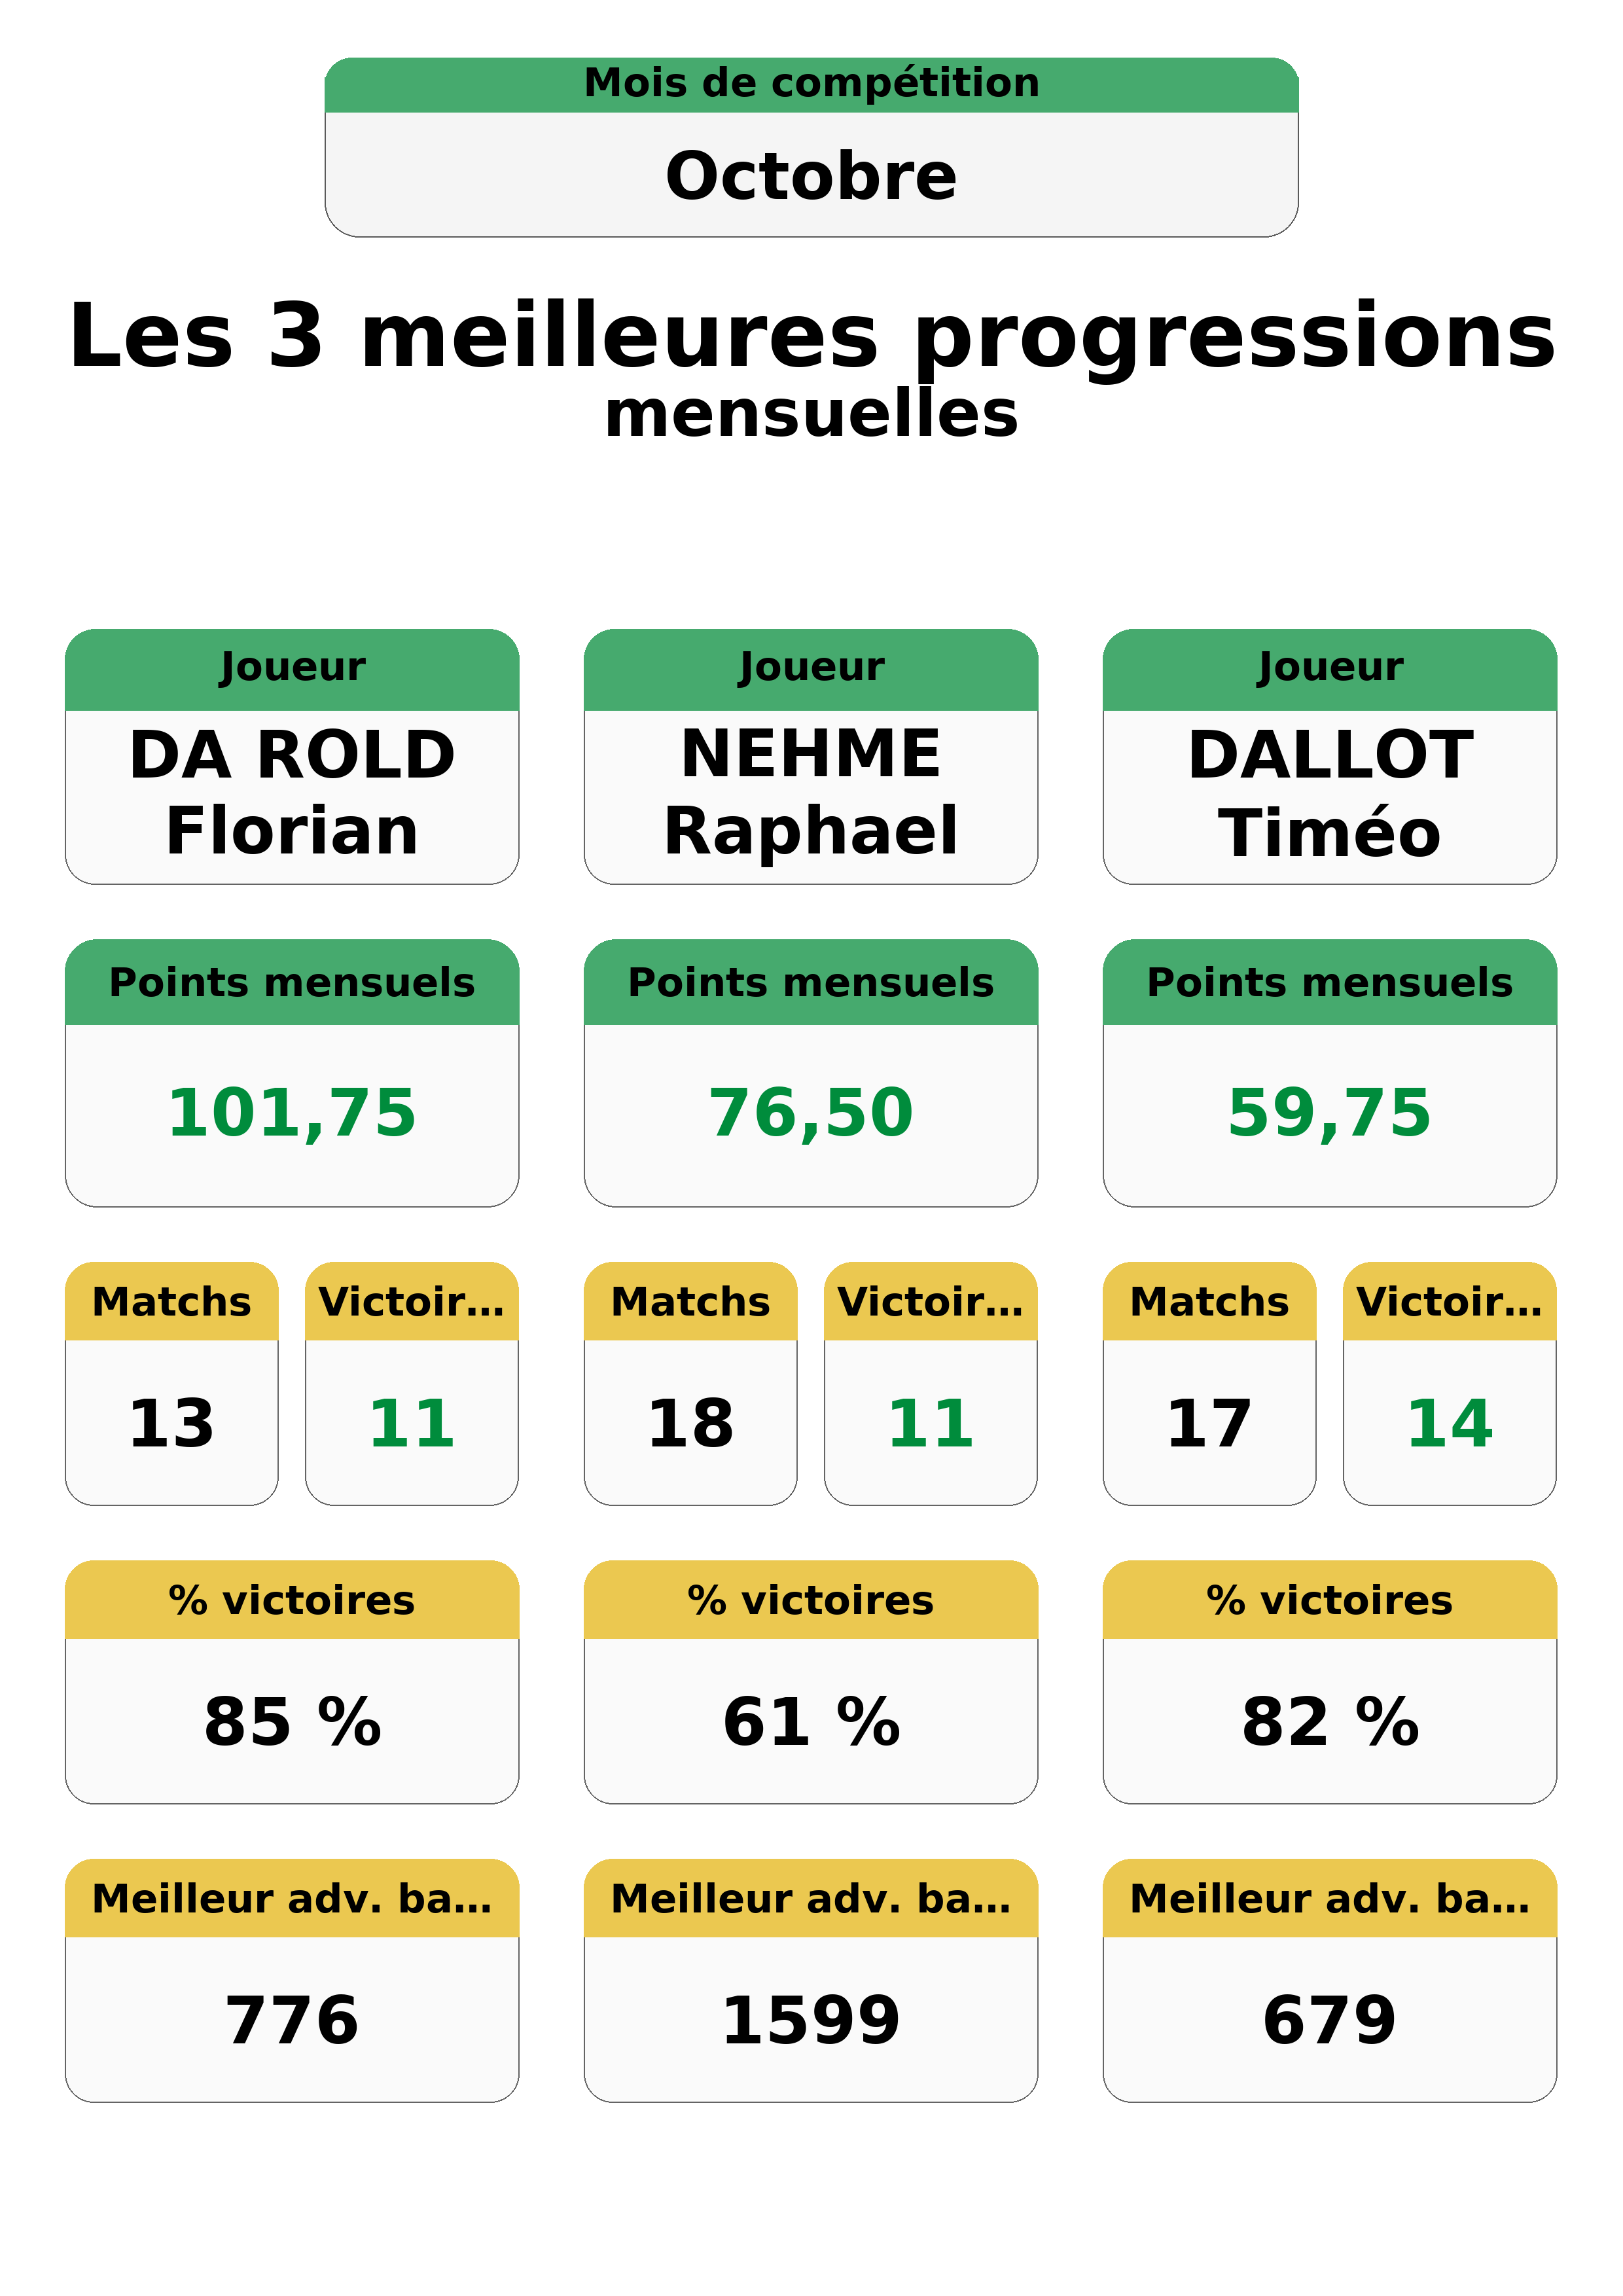 Mois de compétition
Octobre
Les 3 meilleures progressions
mensuelles
Joueur
Joueur
Joueur
DA ROLD
Florian
NEHME
Raphael
DALLOT
Timéo
Points mensuels
Points mensuels
Points mensuels
101,75
76,50
59,75
Matchs
Victoir...
Matchs
Victoir...
Matchs
Victoir...
13
11
18
11
17
14
% victoires
% victoires
% victoires
85 %
61 %
82 %
Meilleur adv. ba...
Meilleur adv. ba...
Meilleur adv. ba...
776
1599
679